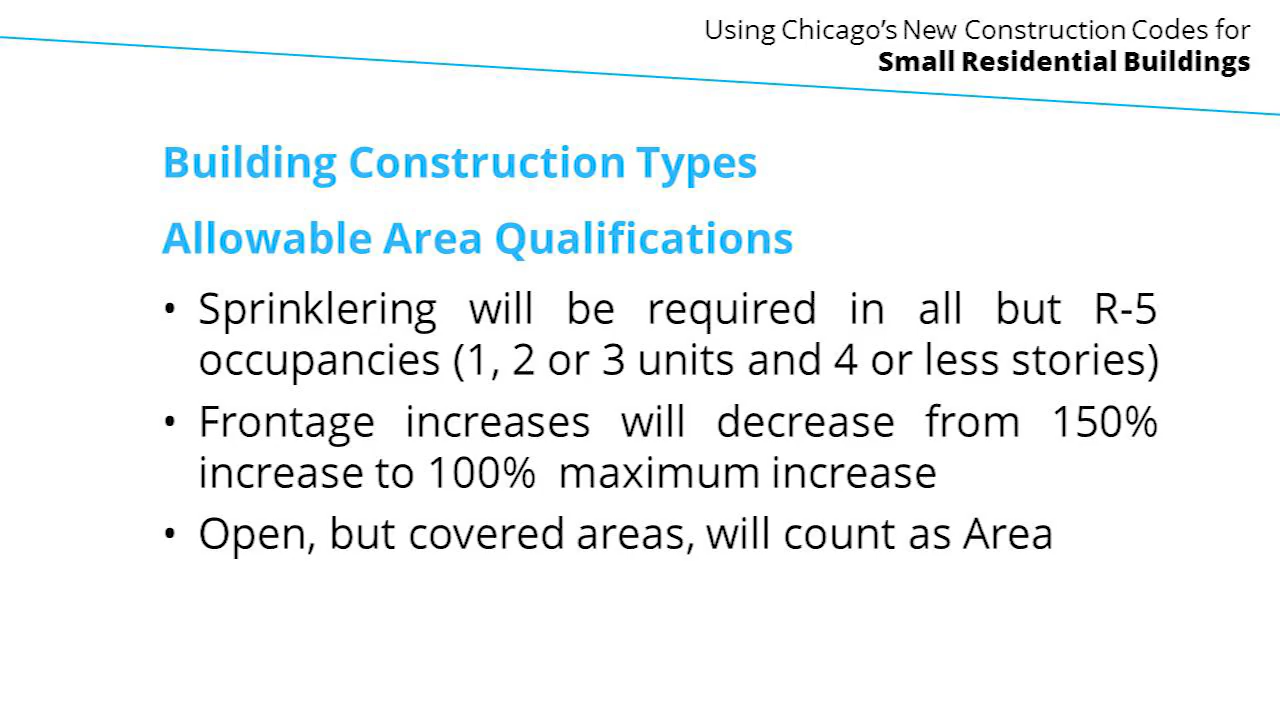 Using Chicago’s New Construction Codes for
Small Residential Buildings
Building Construction Types
Allowable Area Qualifications
• Sprinklering will be required in all but R-5
occupancies (1, 2 or 3 units and 4 or less stories)
• Frontage increases will decrease from 150%
increase to 100% maximum increase
• Open, but covered areas, will count as Area